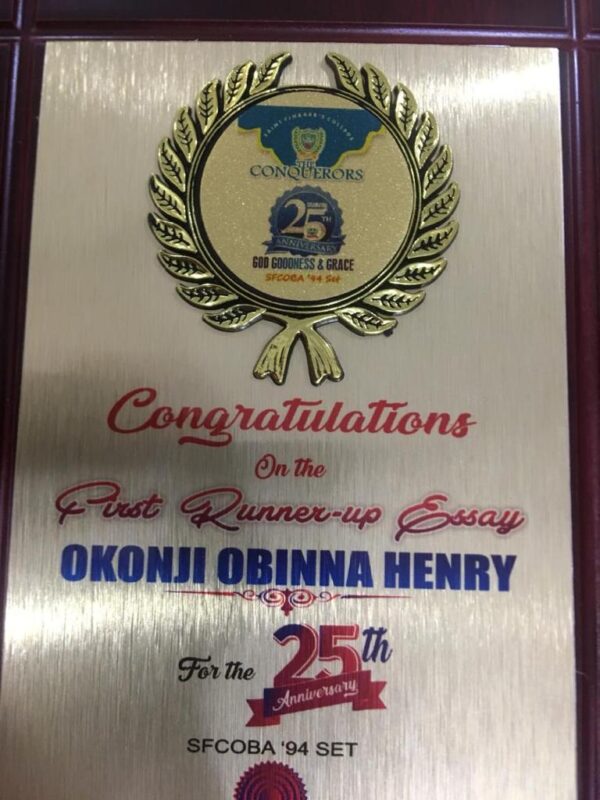 SAINT FINBARR'S COLLEGE
THE
CONQUERORS
25TH
ANNIVERSARY
GOD GOODNESS & GRACE
SFCOBA '94 Set
Congratulations
On the
First Runner-up Essay
OKONJI OBINNA HENRY
For the 25th
Anniversary
SFCOBA '94 SET